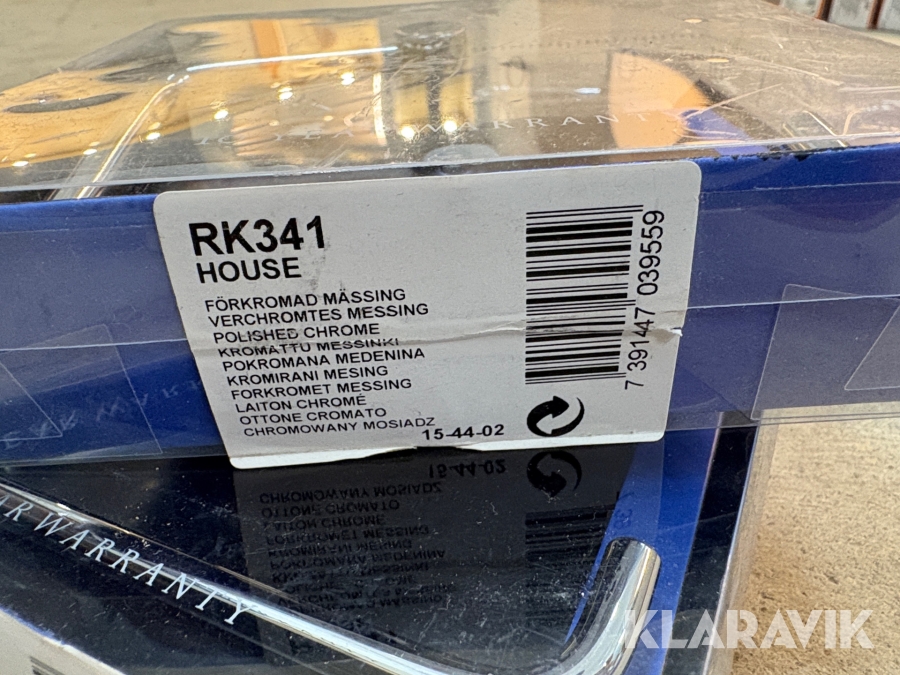 WARRANTY
RK341
HOUSE
FÖRKROMAD MÄSSING
VERCHROMTES MESSING
POLISHED CHROME
KROMATTU MESSINKI
POKROMANA MEDENINA
KROMIRANI MESING
FORKROMET MESSING
LAITON CHROMÉ
OTTONE CROMATO
CHROMOWANY MOSIADZ
15-44-02
7 391447 039559
WARRANTY
KLARAVIK